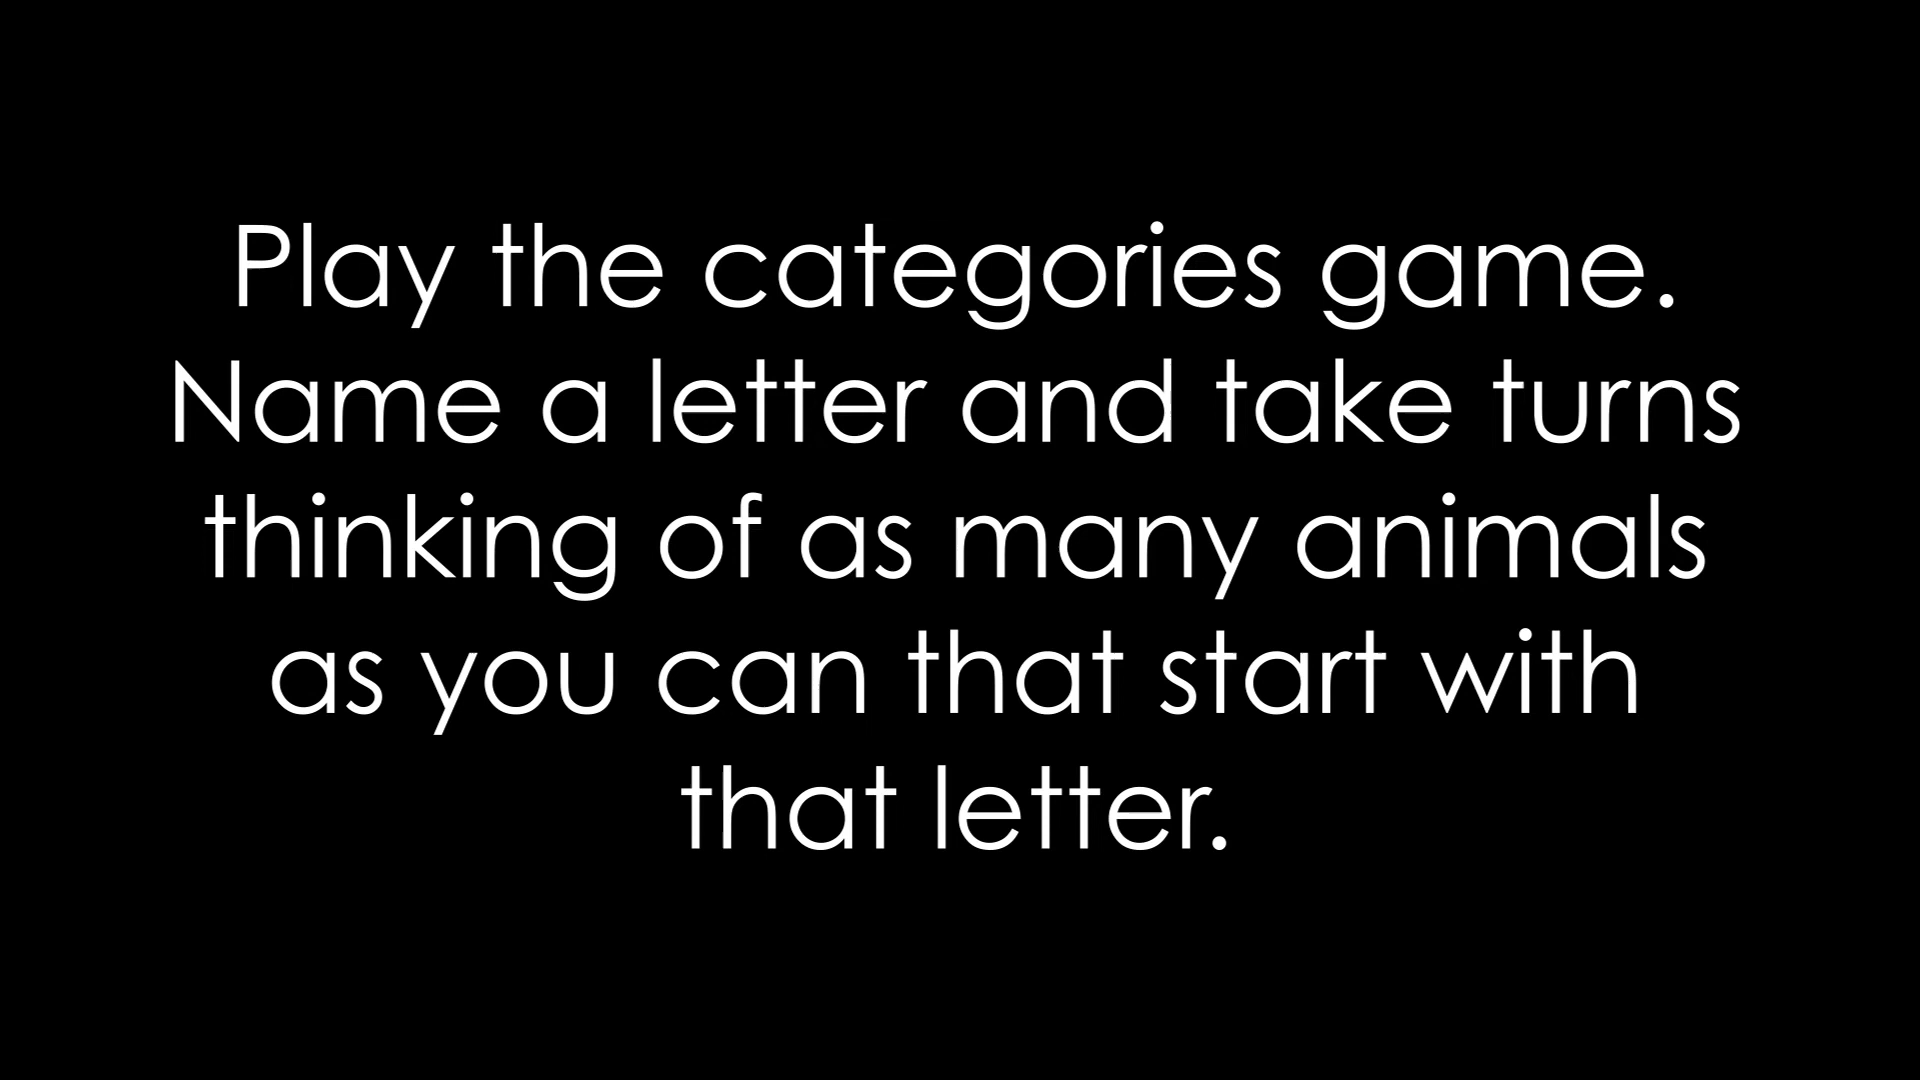 Play the categories game.
Name a letter and take turns
thinking of as many animals
as you can that start with
that letter.